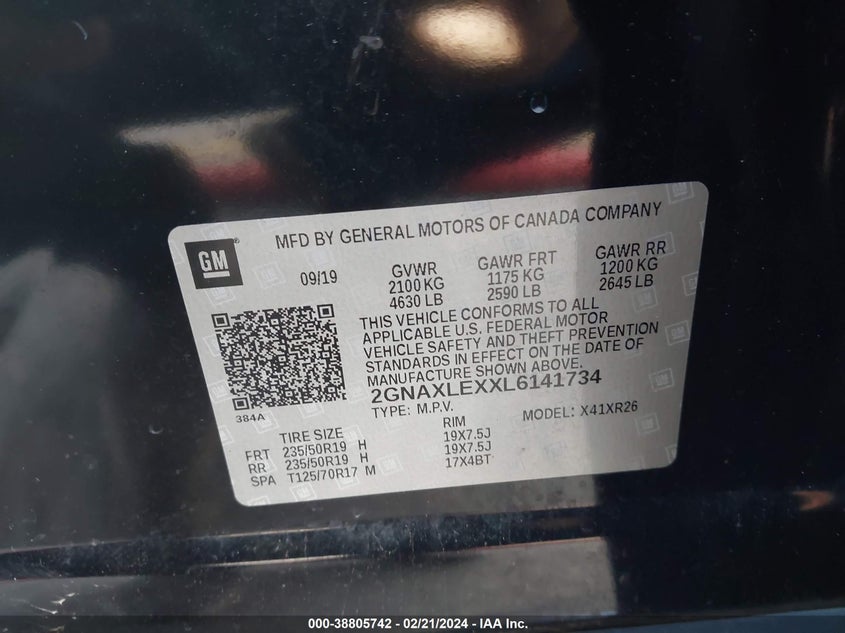 MFD BY GENERAL MOTORS OF CANADA COMPANY
GM®
09/19
GVWR
2100 KG
4630 LB
GAWR FRT
1175 KG
2590 LB
GAWR RR
1200 KG
2645 LB
THIS VEHICLE CONFORMS TO ALL
APPLICABLE U.S. FEDERAL MOTOR
VEHICLE SAFETY AND THEFT PREVENTION
STANDARDS IN EFFECT ON THE DATE OF
MANUFACTURE SHOWN ABOVE.
2GNAXLEXXL6141734
384A
TYPE: M.P.V.
MODEL: X41XR26
TIRE SIZE RIM
FRT 235/50R19 H 19X7.5J
RR 235/50R19 H 19X7.5J
SPA T125/70R17 M 17X4BT
000-38805742 - 02/21/2024 - IAA Inc.